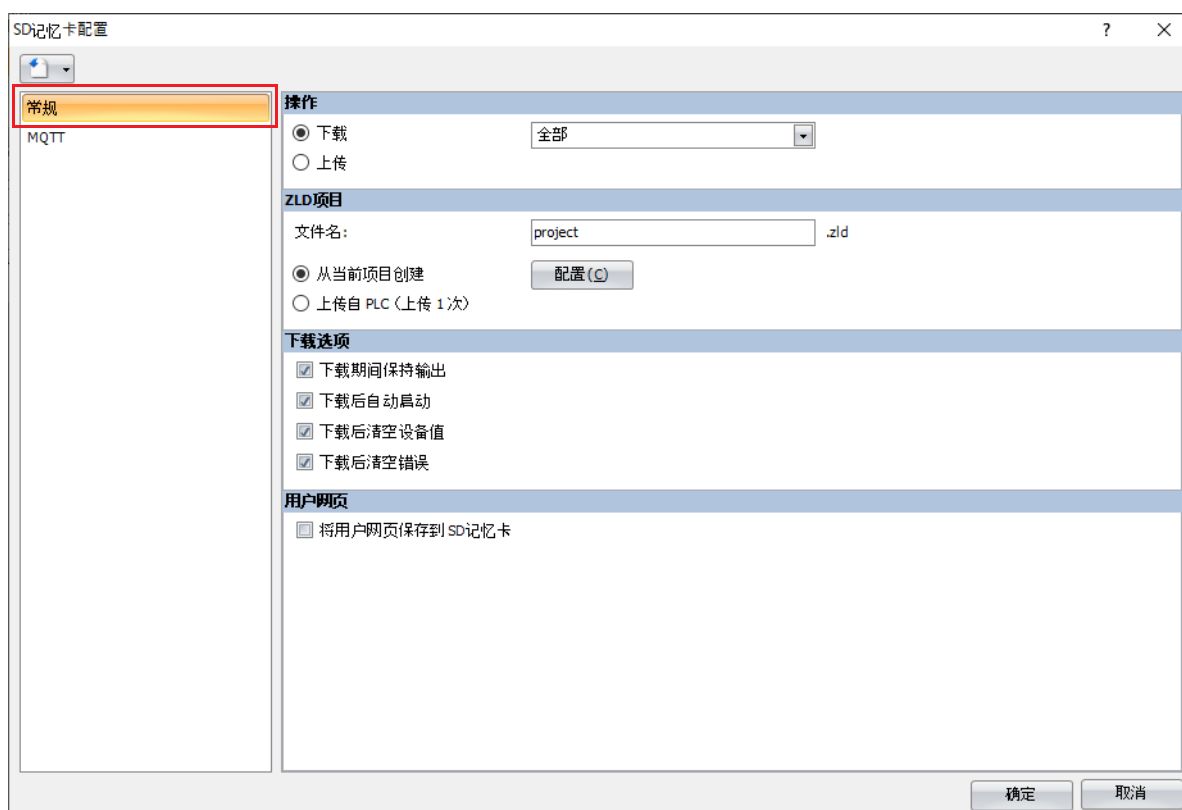 SD记忆卡配置
?
常规
MQTT
操作
下载
全部
上传
ZLD项目
文件名:
project
.zld
从当前项目创建
配置(C)
上传自 PLC（上传 1 次）
下载选项
下载期间保持输出
下载后自动启动
下载后清空设备值
下载后清空错误
用户网页
将用户网页保存到 SD记忆卡
确定
取消